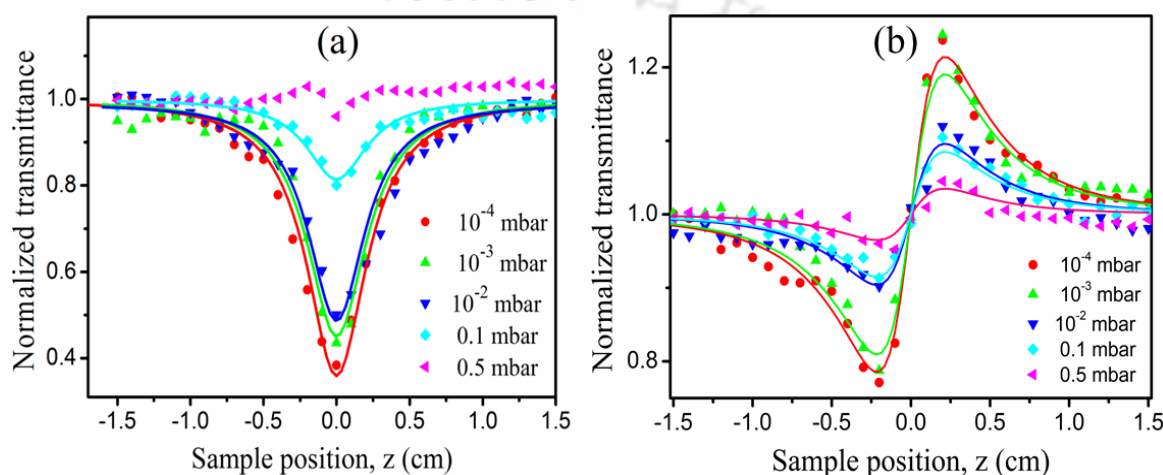 (a)
Normalized transmittance
1.0
0.8
0.6
0.4
10-4 mbar
10-3 mbar
10-2 mbar
0.1 mbar
0.5 mbar
-1.5 -1.0 -0.5 0.0 0.5 1.0 1.5
Sample position, z (cm)
(b)
Normalized transmittance
1.2
1.0
0.8
10-4 mbar
10-3 mbar
10-2 mbar
0.1 mbar
0.5 mbar
-1.5 -1.0 -0.5 0.0 0.5 1.0 1.5
Sample position, z (cm)